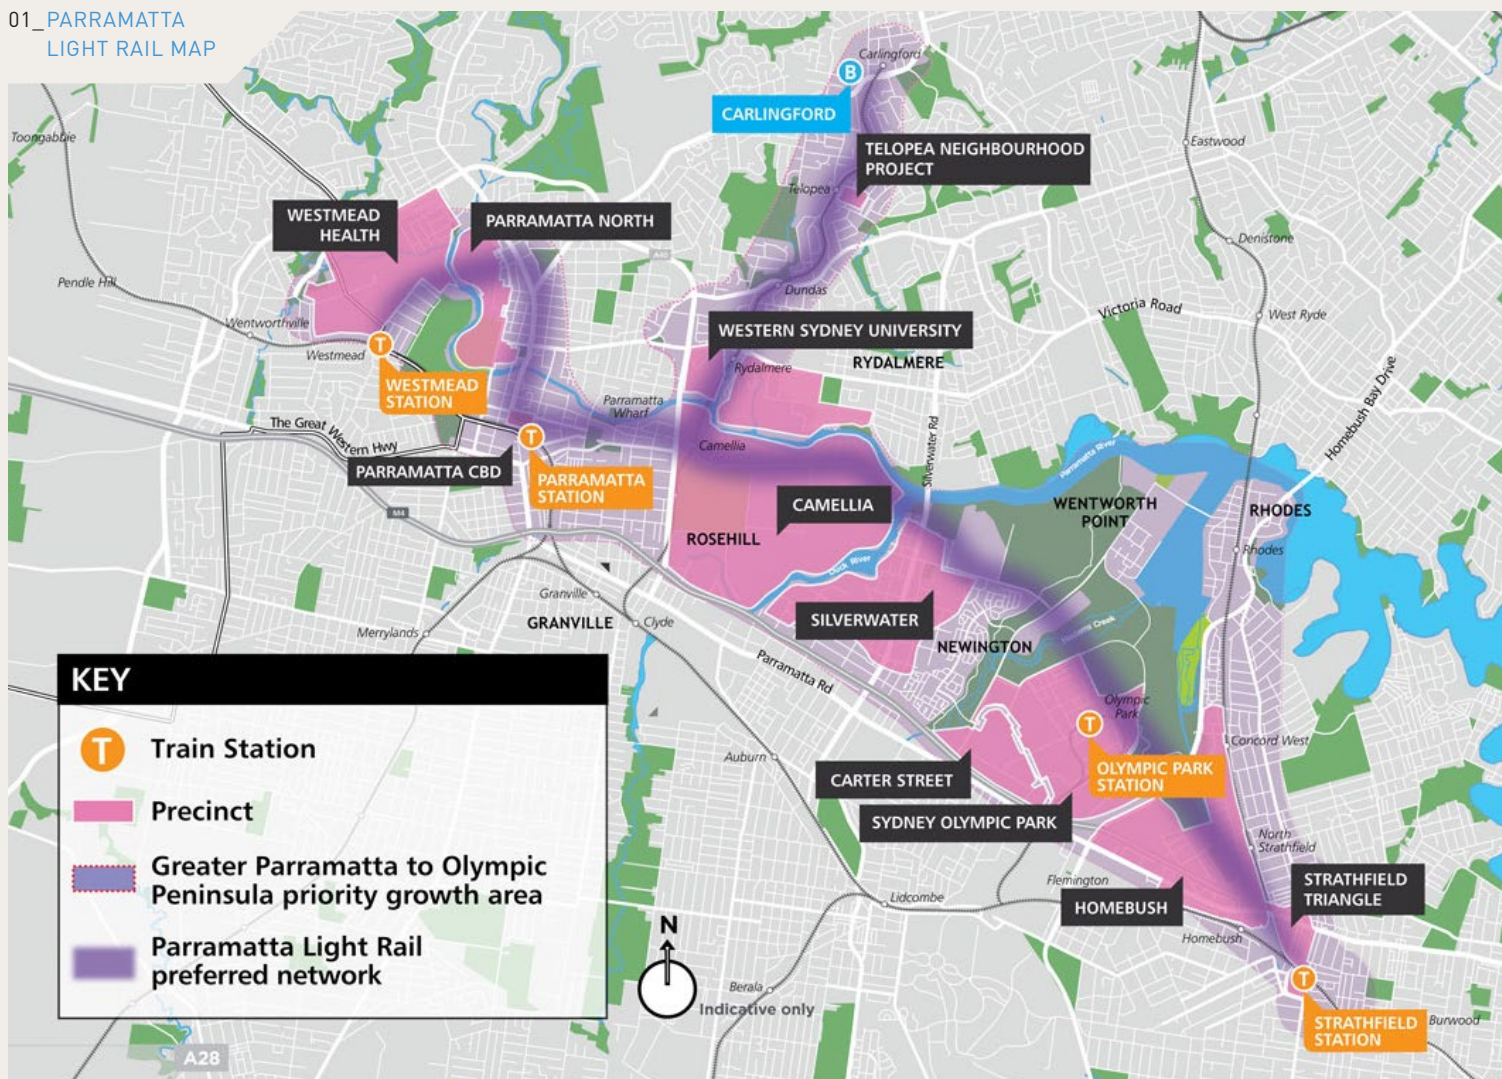 01_PARRAMATTA
LIGHT RAIL MAP
Carlingford
B
CARLINGFORD
Toongabbie
Eastwood
TELOPEA NEIGHBOURHOOD
PROJECT
Telopea
WESTMEAD
HEALTH
PARRAMATTA NORTH
Denistone
Pendle Hill
Dundas
Victoria Road
West Ryde
Wentworthville
WESTERN SYDNEY UNIVERSITY
T
Westmead
RYDALMERE
Rydalmere
WESTMEAD
STATION
Parramatta
Wharf
Homebush Bay Drive
The Great Western Hwy
T
Camellia
Silverwater Rd
Parramatta River
PARRAMATTA CBD
PARRAMATTA
STATION
CAMELLIA
WENTWORTH
POINT
RHODES
M4
ROSEHILL
Rhodes
Duck River
Granville
GRANVILLE
Clyde
Merrylands
SILVERWATER
Haslams Creek
NEWINGTON
Parramatta Rd
KEY
T
Train Station
Precinct
Greater Parramatta to Olympic
Peninsula priority growth area
Parramatta Light Rail
preferred network
Olympic
Park
T
Concord West
Auburn
CARTER STREET
OLYMPIC PARK
STATION
SYDNEY OLYMPIC PARK
North
Strathfield
Flemington
STRATHFIELD
TRIANGLE
Lidcombe
HOMEBUSH
N
Homebush
T
Berala
Indicative only
STRATHFIELD
STATION
Burwood
A28